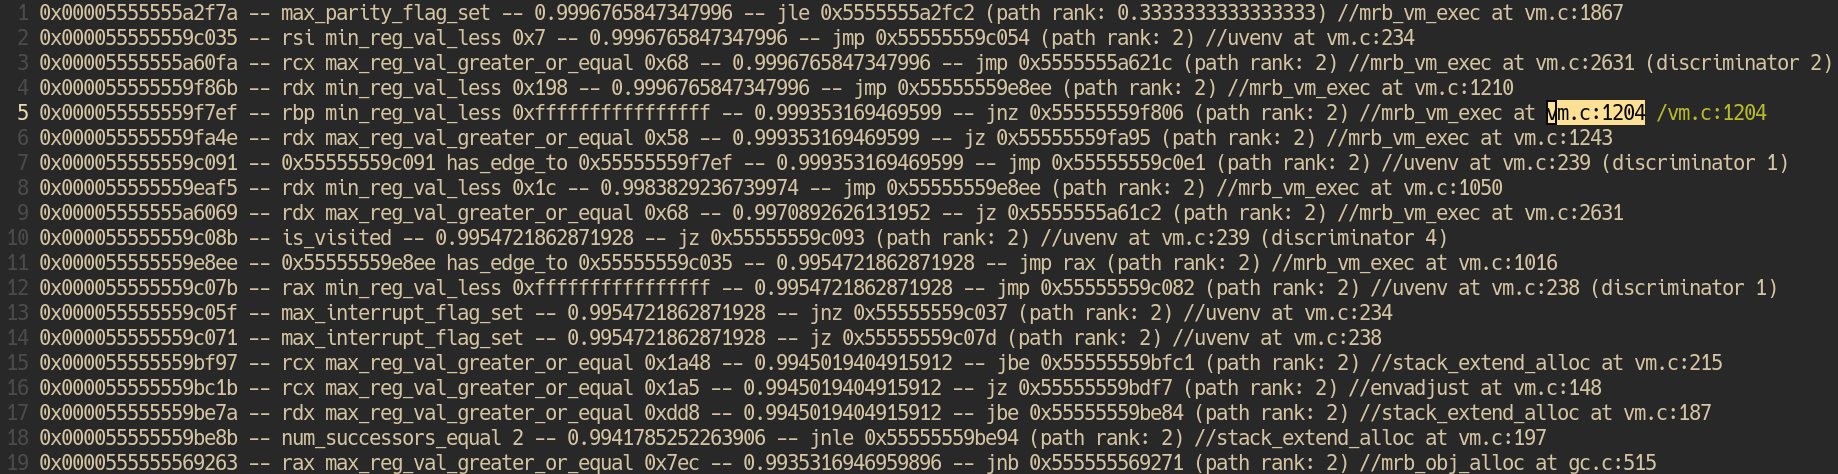 1 0x00005555555a2f7a -- max_parity_flag_set -- 0.9996765847347996 -- jle 0x5555555a2fc2 (path rank: 0.3333333333333333) //mrb_vm_exec at vm.c:1867
2 0x000055555559c035 -- rsi min_reg_val_less 0x7 -- 0.9996765847347996 -- jmp 0x55555559c054 (path rank: 2) //uvenv at vm.c:234
3 0x00005555555a60fa -- rcx max_reg_val_greater_or_equal 0x68 -- 0.9996765847347996 -- jmp 0x5555555a621c (path rank: 2) //mrb_vm_exec at vm.c:2631 (discriminator 2)
4 0x000055555559f86b -- rdx min_reg_val_less 0x198 -- 0.9996765847347996 -- jmp 0x55555559e8ee (path rank: 2) //mrb_vm_exec at vm.c:1210
5 0x000055555559f7ef -- rbp min_reg_val_less 0xffffffffffffffff -- 0.999353169469599 -- jnz 0x55555559f806 (path rank: 2) //mrb_vm_exec at vm.c:1204 /vm.c:1204
6 0x000055555559fa4e -- rdx max_reg_val_greater_or_equal 0x58 -- 0.999353169469599 -- jz 0x55555559fa95 (path rank: 2) //mrb_vm_exec at vm.c:1243
7 0x000055555559c091 -- 0x55555559c091 has_edge_to 0x55555559f7ef -- 0.999353169469599 -- jmp 0x55555559c0e1 (path rank: 2) //uvenv at vm.c:239 (discriminator 1)
8 0x000055555559eaf5 -- rdx min_reg_val_less 0x1c -- 0.9983829236739974 -- jmp 0x55555559e8ee (path rank: 2) //mrb_vm_exec at vm.c:1050
9 0x00005555555a6069 -- rdx max_reg_val_greater_or_equal 0x68 -- 0.9970892626131952 -- jz 0x5555555a61c2 (path rank: 2) //mrb_vm_exec at vm.c:2631
10 0x000055555559c08b -- is_visited -- 0.9954721862871928 -- jz 0x55555559c093 (path rank: 2) //uvenv at vm.c:239 (discriminator 4)
11 0x000055555559e8ee -- 0x55555559e8ee has_edge_to 0x55555559c035 -- 0.9954721862871928 -- jmp rax (path rank: 2) //mrb_vm_exec at vm.c:1016
12 0x000055555559c07b -- rax min_reg_val_less 0xffffffffffffffff -- 0.9954721862871928 -- jmp 0x55555559c082 (path rank: 2) //uvenv at vm.c:238 (discriminator 1)
13 0x000055555559c05f -- max_interrupt_flag_set -- 0.9954721862871928 -- jnz 0x55555559c037 (path rank: 2) //uvenv at vm.c:234
14 0x000055555559c071 -- max_interrupt_flag_set -- 0.9954721862871928 -- jz 0x55555559c07d (path rank: 2) //uvenv at vm.c:238
15 0x000055555559bf97 -- rcx max_reg_val_greater_or_equal 0x1a48 -- 0.9945019404915912 -- jbe 0x55555559bfc1 (path rank: 2) //stack_extend_alloc at vm.c:215
16 0x000055555559bc1b -- rcx max_reg_val_greater_or_equal 0x1a5 -- 0.9945019404915912 -- jz 0x55555559bdf7 (path rank: 2) //envadjust at vm.c:148
17 0x000055555559be7a -- rdx max_reg_val_greater_or_equal 0xdd8 -- 0.9945019404915912 -- jbe 0x55555559be84 (path rank: 2) //stack_extend_alloc at vm.c:187
18 0x000055555559be8b -- num_successors_equal 2 -- 0.9941785252263906 -- jnle 0x55555559be94 (path rank: 2) //stack_extend_alloc at vm.c:197
19 0x0000555555569263 -- rax max_reg_val_greater_or_equal 0x7ec -- 0.9935316946959896 -- jnb 0x555555569271 (path rank: 2) //mrb_obj_alloc at gc.c:515